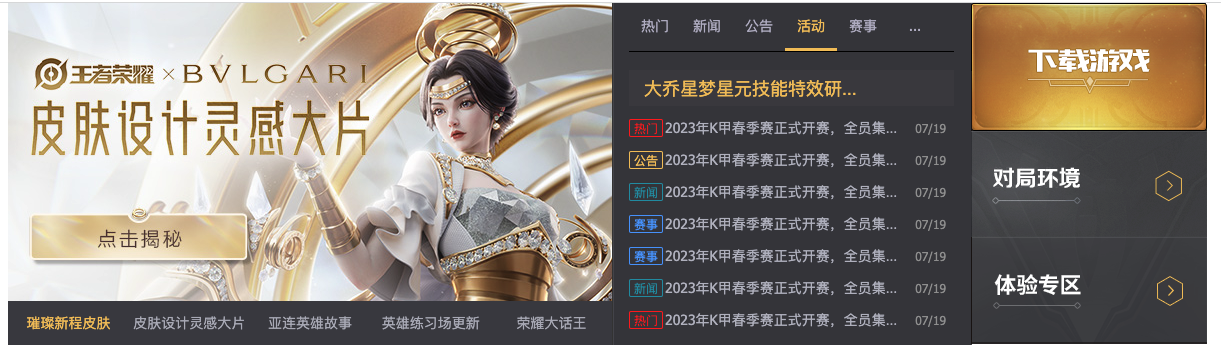 王者荣耀×BVLGARI
皮肤设计灵感大片
点击揭秘
璀璨新程皮肤
皮肤设计灵感大片
亚连英雄故事
英雄练习场更新
荣耀大话王
热门 新闻 公告 活动 赛事 ...
大乔星梦星元技能特效研...
热门 2023年K甲春季赛正式开赛，全员集... 07/19
公告 2023年K甲春季赛正式开赛，全员集... 07/19
新闻 2023年K甲春季赛正式开赛，全员集... 07/19
赛事 2023年K甲春季赛正式开赛，全员集... 07/19
赛事 2023年K甲春季赛正式开赛，全员集... 07/19
新闻 2023年K甲春季赛正式开赛，全员集... 07/19
热门 2023年K甲春季赛正式开赛，全员集... 07/19
下载游戏
对局环境
体验专区